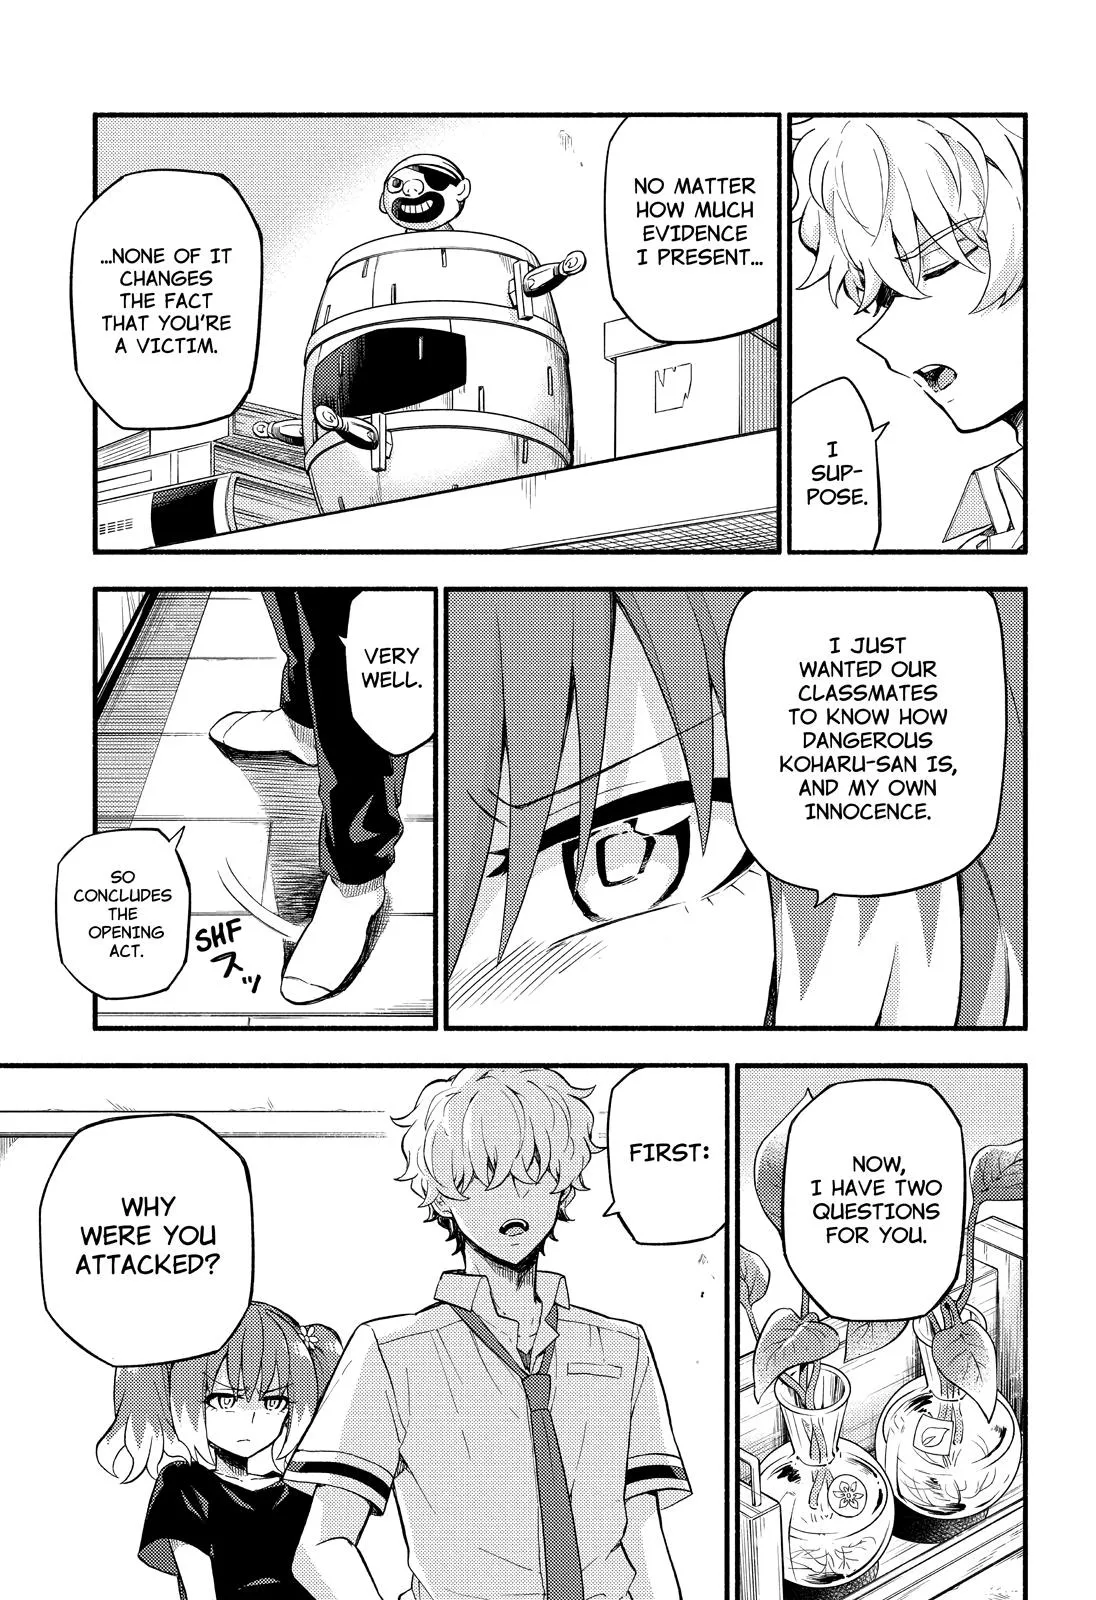 I
SUP-
POSE.
NO MATTER
HOW MUCH
EVIDENCE
I PRESENT...
...NONE OF IT
CHANGES
THE FACT
THAT YOU'RE
A VICTIM.
I JUST
WANTED OUR
CLASSMATES
TO KNOW HOW
DANGEROUS
KOHARU-SAN IS,
AND MY OWN
INNOCENCE.
VERY
WELL.
SO
CONCLUDES
THE
OPENING
ACT.
SHF
スッ
NOW,
I HAVE TWO
QUESTIONS
FOR YOU.
FIRST:
WHY
WERE YOU
ATTACKED?